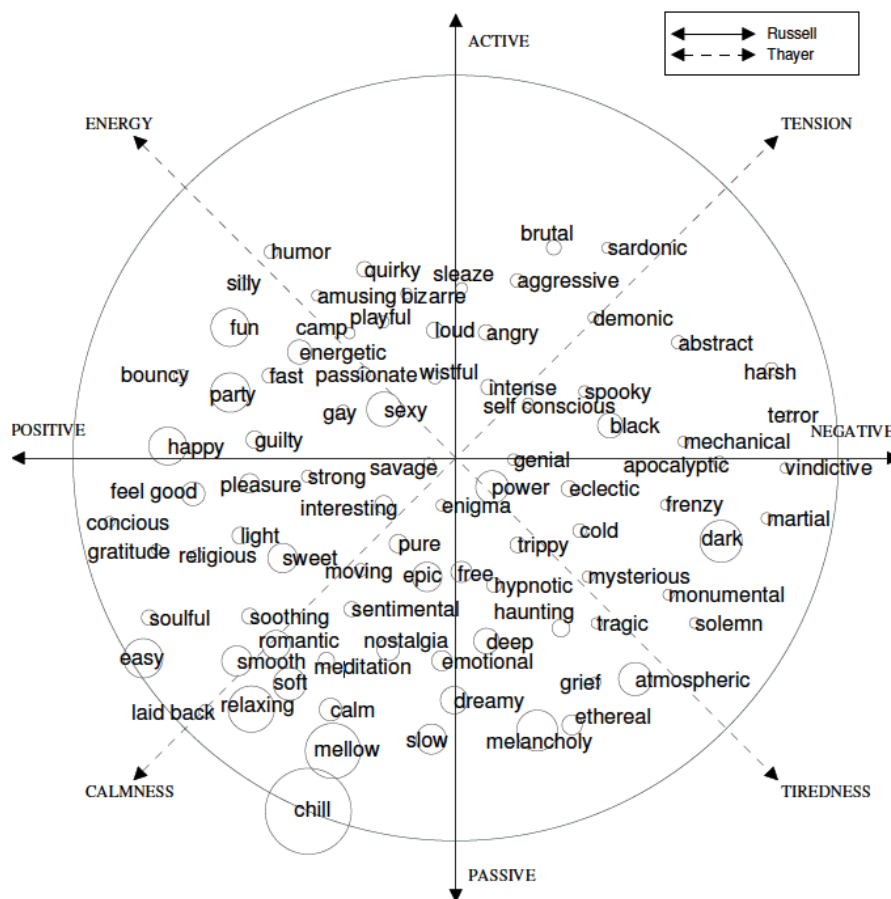 ACTIVE
Russell
Thayer
ENERGY
TENSION
brutal
humor
sardonic
quirky
sleaze
silly
aggressive
amusing
bizarre
playful
demonic
fun
camp
loud
angry
abstract
energetic
bouncy
fast
passionate
wistful
harsh
party
intense
spooky
gay
sexy
self conscious
terror
black
POSITIVE
NEGATIVE
happy
guilty
mechanical
savage
genial
apocalyptic
vindictive
strong
feel good
pleasure
power
eclectic
interesting
enigma
frenzy
concious
martial
light
cold
dark
gratitude
religious
sweet
pure
trippy
moving
epic
free
hypnotic
mysterious
monumental
soulful
soothing
sentimental
haunting
tragic
solemn
romantic
nostalgia
deep
easy
smooth
meditation
emotional
soft
grief
atmospheric
relaxing
dreamy
laid back
calm
ethereal
mellow
slow
melancholy
CALMNESS
TIREDNESS
chill
PASSIVE